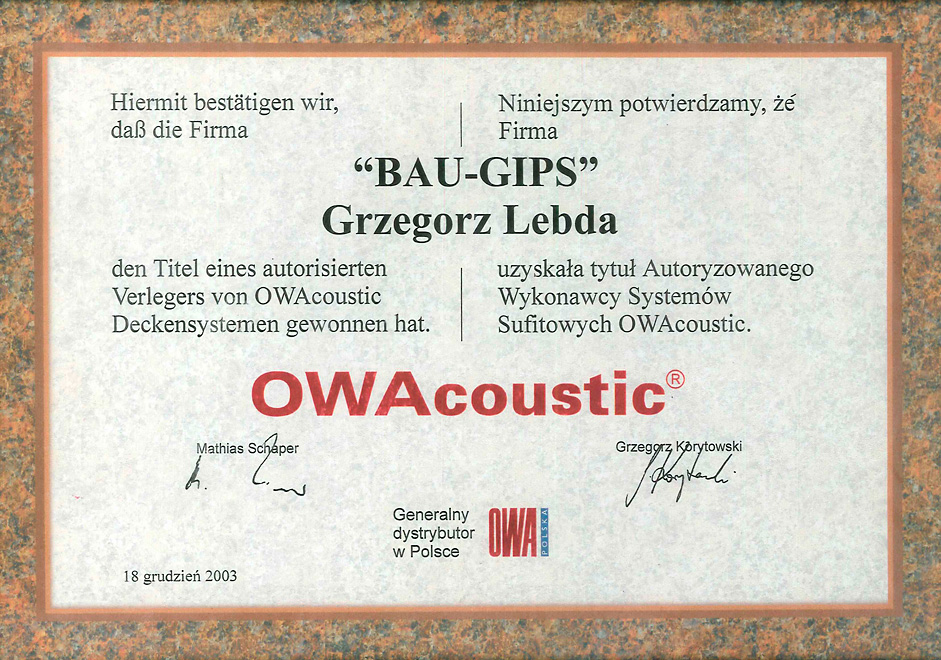 Hiermit bestätigen wir,
daß die Firma
Niniejszym potwierdzamy, żé
Firma
“BAU-GIPS”
Grzegorz Lebda
den Titel eines autorisierten
Verlegers von OWAcoustic
Deckensystemen gewonnen hat.
uzyskała tytuł Autoryzowanego
Wykonawcy Systemów
Sufitowych OWAcoustic.
OWAcoustic®
Mathias Schaper
Grzegorz Korytowski
Generalny
dystrybutor
w Polsce
OWA
POLSKA
18 grudzień 2003